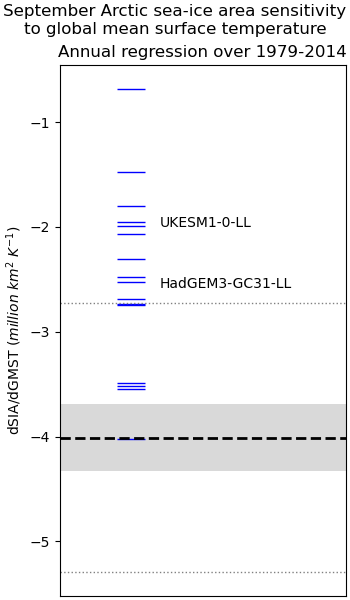 September Arctic sea-ice area sensitivity
to global mean surface temperature
Annual regression over 1979-2014
−1
−2
−3
−4
−5
dSIA/dGMST (million km² K⁻¹)
UKESM1-0-LL
HadGEM3-GC31-LL